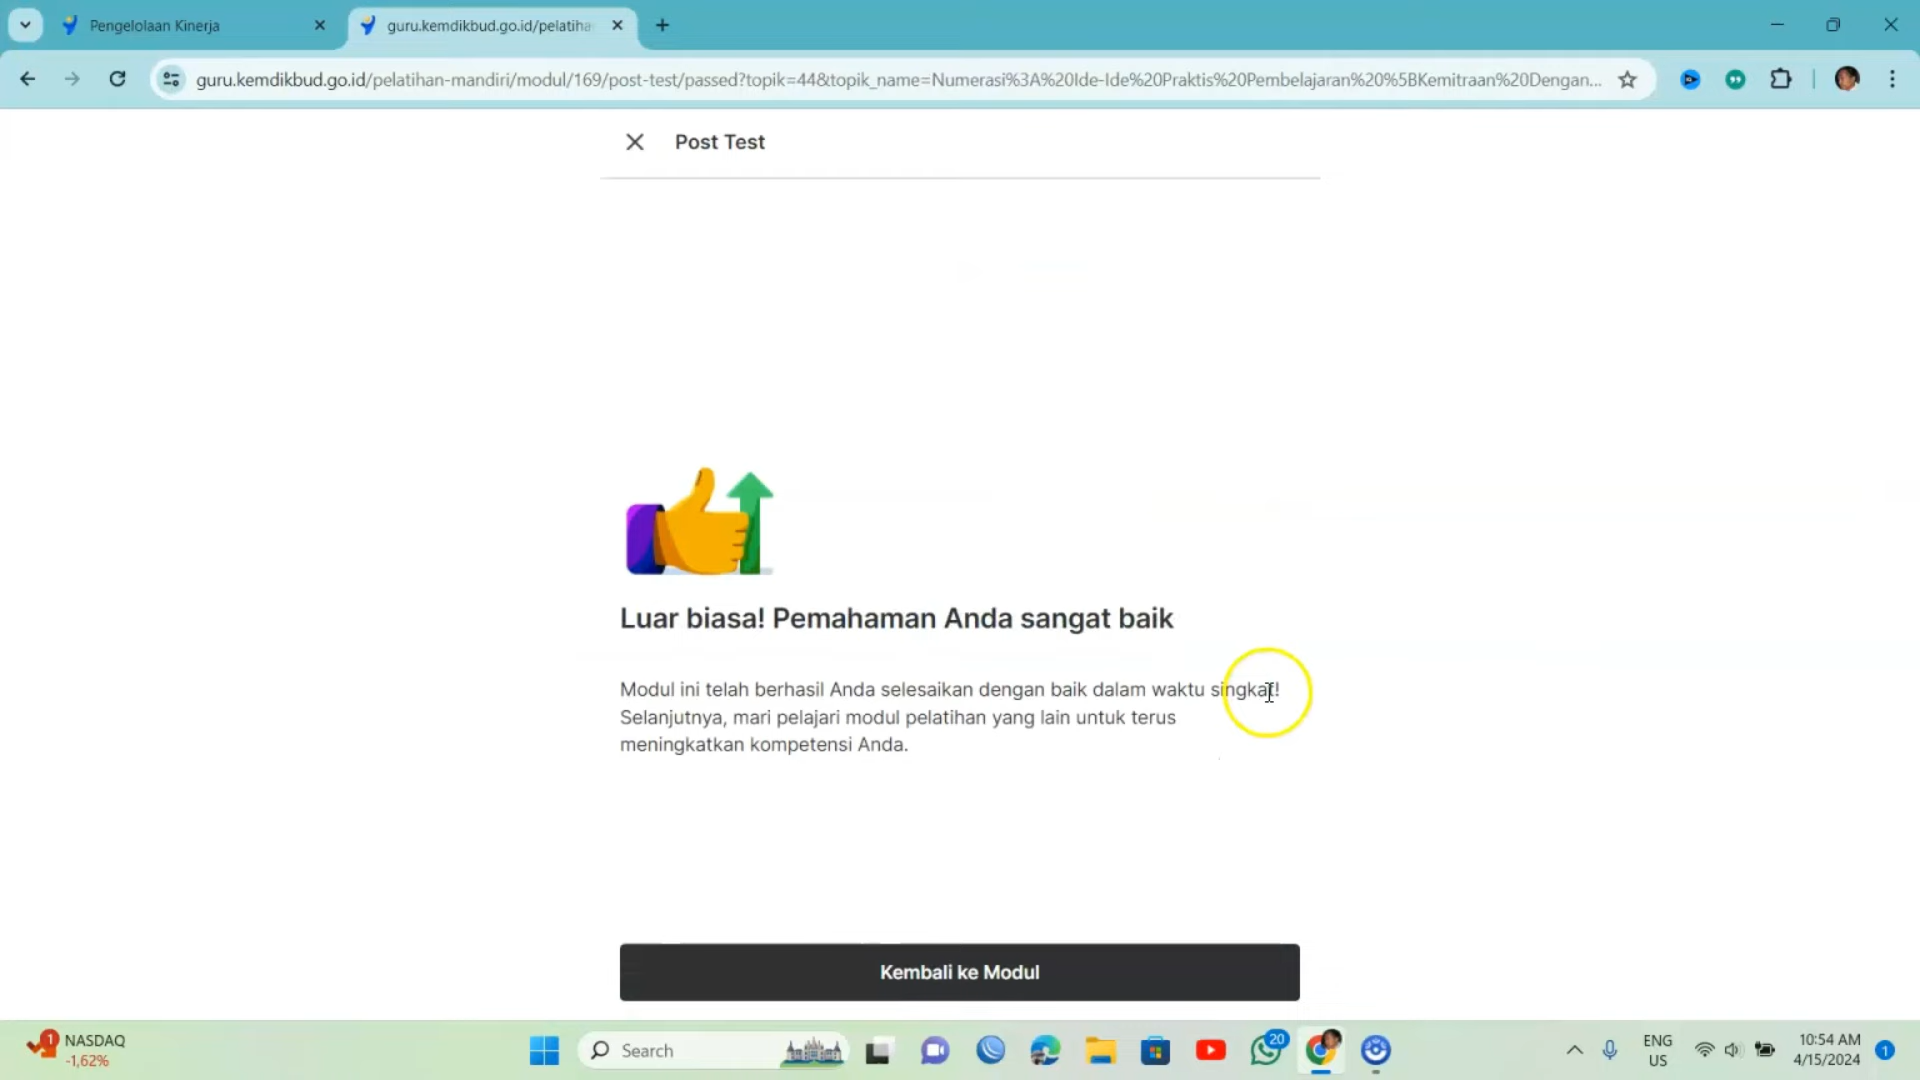 Pengelolaan Kinerja
guru.kemdikbud.go.id/pelatiha
guru.kemdikbud.go.id/pelatihan-mandiri/modul/169/post-test/passed?topik=44&topik_name=Numerasi%3A%20Ide-Ide%20Praktis%20Pembelajaran%20%5BKemitraan%20Dengan...
Post Test
Luar biasa! Pemahaman Anda sangat baik
Modul ini telah berhasil Anda selesaikan dengan baik dalam waktu singkat!
Selanjutnya, mari pelajari modul pelatihan yang lain untuk terus
meningkatkan kompetensi Anda.
Kembali ke Modul
1
NASDAQ
-1,62%
Search
20
ENG
US
10:54 AM
4/15/2024
1